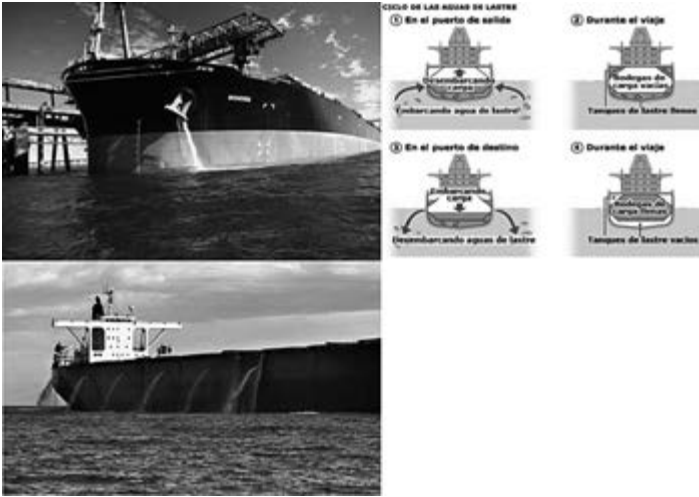 CICLO DE LAS AGUAS DE LASTRE
1 En el puerto de salida
Desembarcando
carga
Embarcando agua de lastre
2 Durante el viaje
Bodegas de
carga vacías
Tanques de lastre llenos
3 En el puerto de destino
Embarcando
carga
Desembarcando aguas de lastre
4 Durante el viaje
Bodegas de
carga llenas
Tanques de lastre vacíos